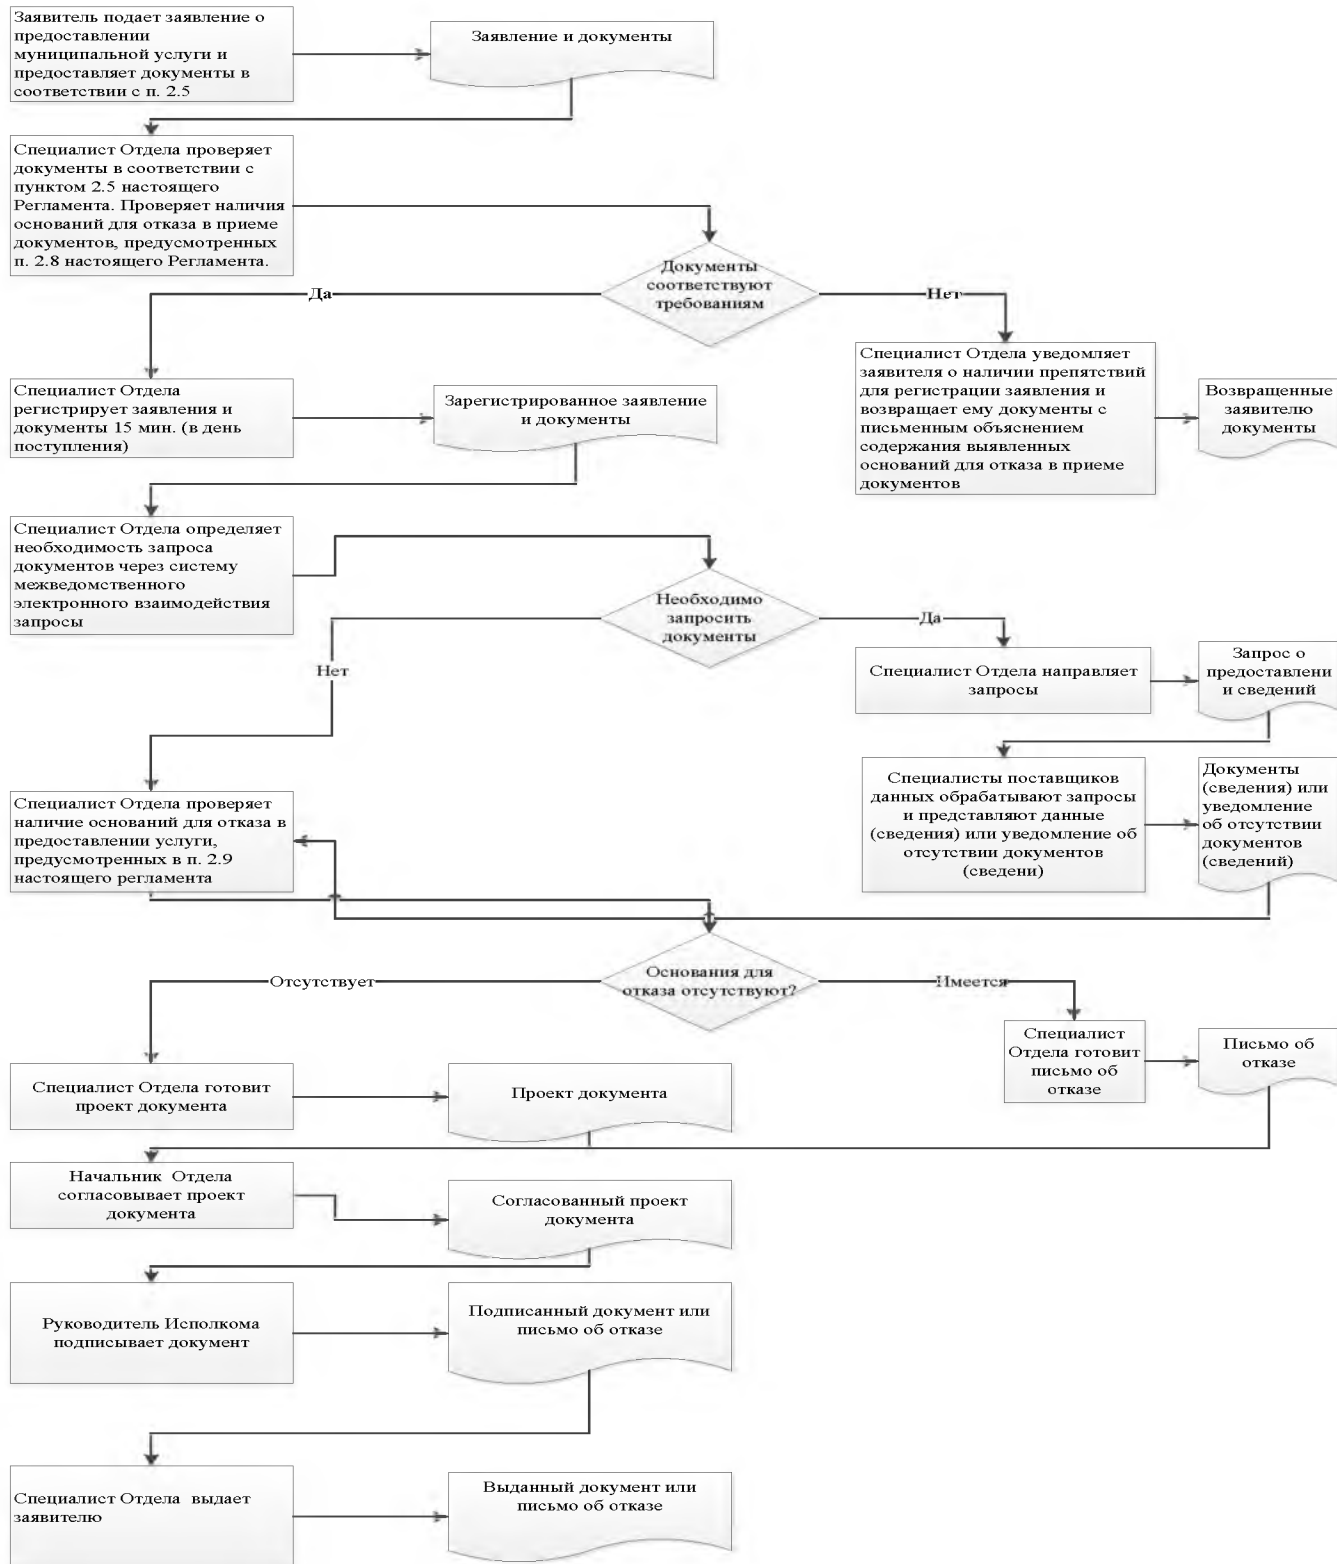 Заявитель подает заявление о
предоставлении
муниципальной услуги и
предоставляет документы в
соответствии с п. 2.5
Заявление и документы
Специалист Отдела проверяет
документы в соответствии с
пунктом 2.5 настоящего
Регламента. Проверяет наличия
оснований для отказа в приеме
документов, предусмотренных
п. 2.8 настоящего Регламента.
Документы
соответствуют
требованиям
Да
Нет
Специалист Отдела
регистрирует заявления и
документы 15 мин. (в день
поступления)
Зарегистрированное заявление
и документы
Специалист Отдела уведомляет
заявителя о наличии препятствий
для регистрации заявления и
возвращает ему документы с
письменным объяснением
содержания выявленных
оснований для отказа в приеме
документов
Возвращенные
заявителю
документы
Специалист Отдела определяет
необходимость запроса
документов через систему
межведомственного
электронного взаимодействия
запросы
Необходимо
запросить
документы
Да
Нет
Специалист Отдела направляет
запросы
Запрос о
предоставлени
и сведений
Специалисты поставщиков
данных обрабатывают запросы
и представляют данные
(сведения) или уведомление об
отсутствии документов
(сведени)
Документы
(сведения) или
уведомление
об отсутствии
документов
(сведений)
Специалист Отдела проверяет
наличие оснований для отказа в
предоставлении услуги,
предусмотренных в п. 2.9
настоящего регламента
Основания для
отказа отсутствуют?
Отсутствует
Имеется
Специалист
Отдела готовит
письмо об
отказе
Письмо об
отказе
Специалист Отдела готовит
проект документа
Проект документа
Начальник Отдела
согласовывает проект
документа
Согласованный проект
документа
Руководитель Исполкома
подписывает документ
Подписанный документ или
письмо об отказе
Специалист Отдела выдает
заявителю
Выданный документ или
письмо об отказе